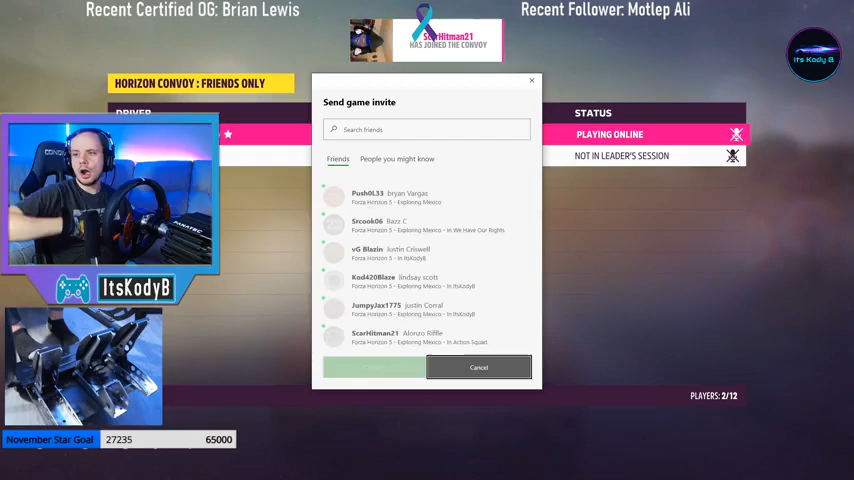 Recent Certified OG: Brian Lewis
Recent Follower: Motlep Ali
ScarHitman21
HAS JOINED THE CONVOY
Its Kody B
HORIZON CONVOY : FRIENDS ONLY
DRIVER
STATUS
PLAYING ONLINE
NOT IN LEADER'S SESSION
Send game invite
Search friends
Friends
People you might know
Push0L33 bryan Vargas
Forza Horizon 5 - Exploring Mexico
Srcook06 Bazz C
Forza Horizon 5 - Exploring Mexico - In We Have Our Rights
vG Blazin Justin Criswell
Forza Horizon 5 - In ItsKodyB
Kod420Blaze lindsay scott
Forza Horizon 5 - Exploring Mexico - In ItsKodyB
JumpyJax1775 justin Corral
Forza Horizon 5 - Exploring Mexico - In ItsKodyB
ScarHitman21 Alonzo Riffle
Forza Horizon 5 - Exploring Mexico - In Action Squad
Cancel
FANATEC
ItsKodyB
PLAYERS: 2/12
November Star Goal 27235 65000